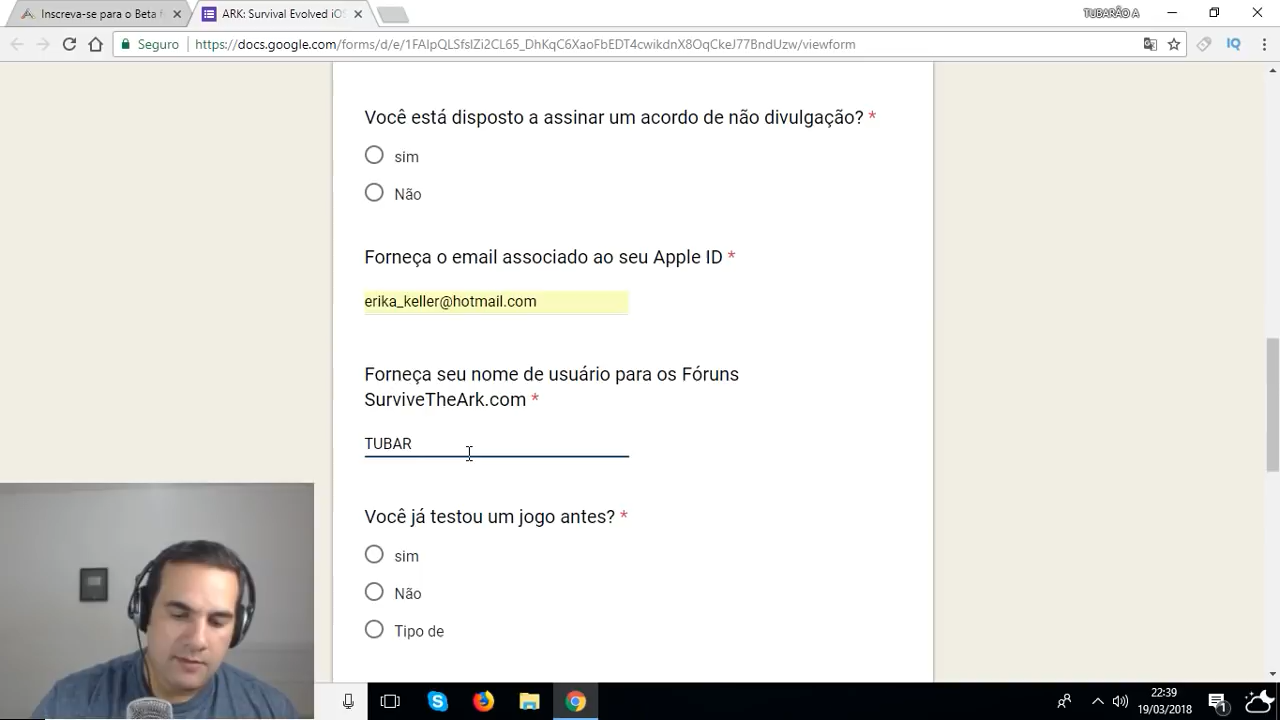 Inscreva-se para o Beta f
ARK: Survival Evolved iOS
TUBARÃO A
Seguro
https://docs.google.com/forms/d/e/1FAIpQLSfsIZi2CL65_DhKqC6XaoFbEDT4cwikdnX8OqCkeJ77BndUzw/viewform
IQ
Você está disposto a assinar um acordo de não divulgação? *
sim
Não
Forneça o email associado ao seu Apple ID *
erika_keller@hotmail.com
Forneça seu nome de usuário para os Fóruns
SurviveTheArk.com *
TUBAR
Você já testou um jogo antes? *
sim
Não
Tipo de
22:39
19/03/2018
1